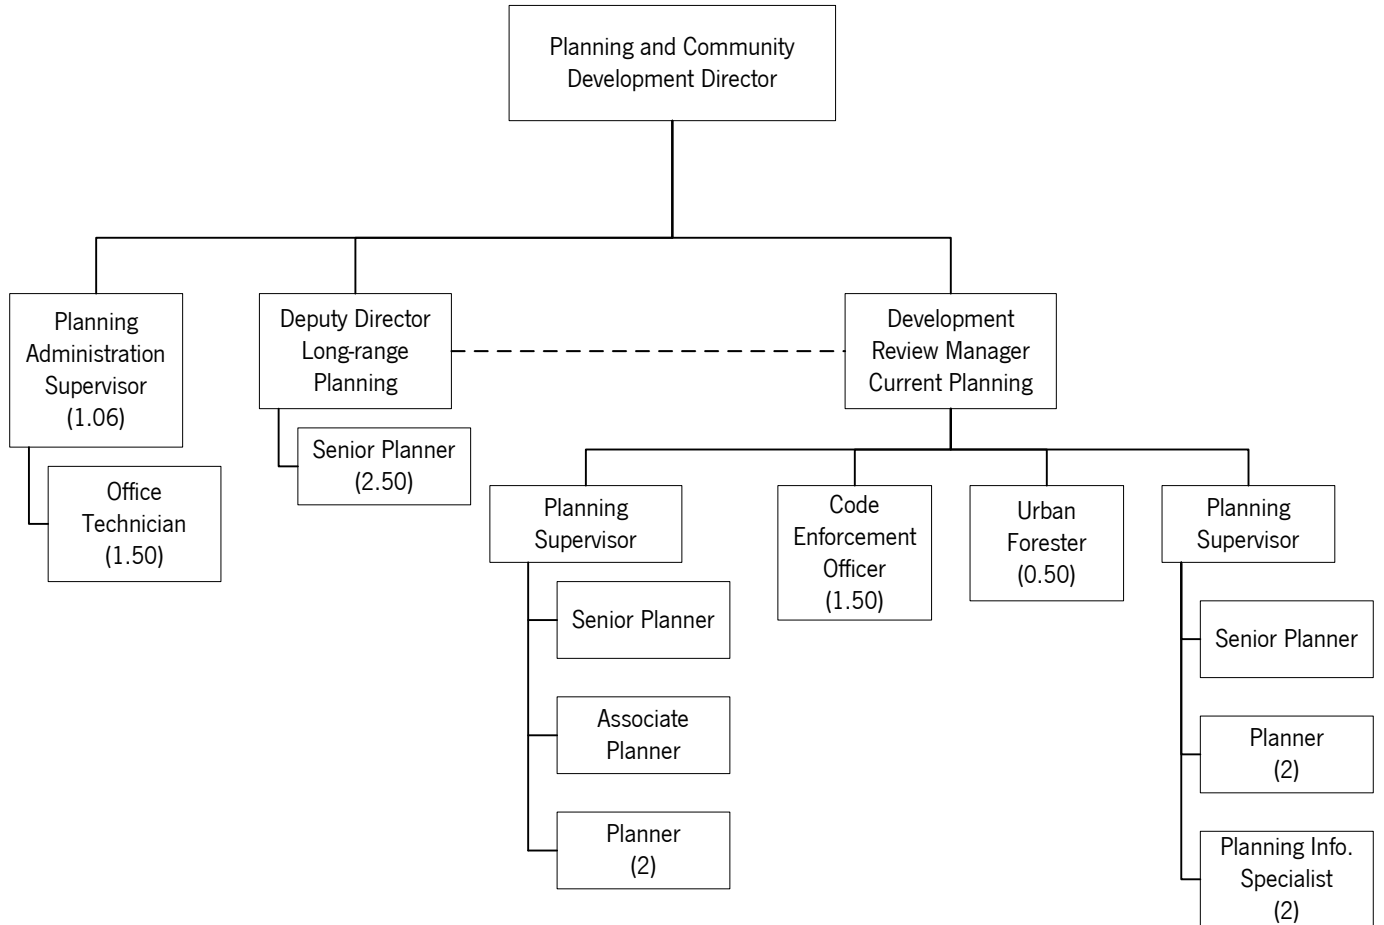 Planning and Community
Development Director
Planning
Administration
Supervisor
(1.06)
Deputy Director
Long-range
Planning
Development
Review Manager
Current Planning
Office
Technician
(1.50)
Senior Planner
(2.50)
Planning
Supervisor
Code
Enforcement
Officer
(1.50)
Urban
Forester
(0.50)
Planning
Supervisor
Senior Planner
Associate
Planner
Planner
(2)
Senior Planner
Planner
(2)
Planning Info.
Specialist
(2)